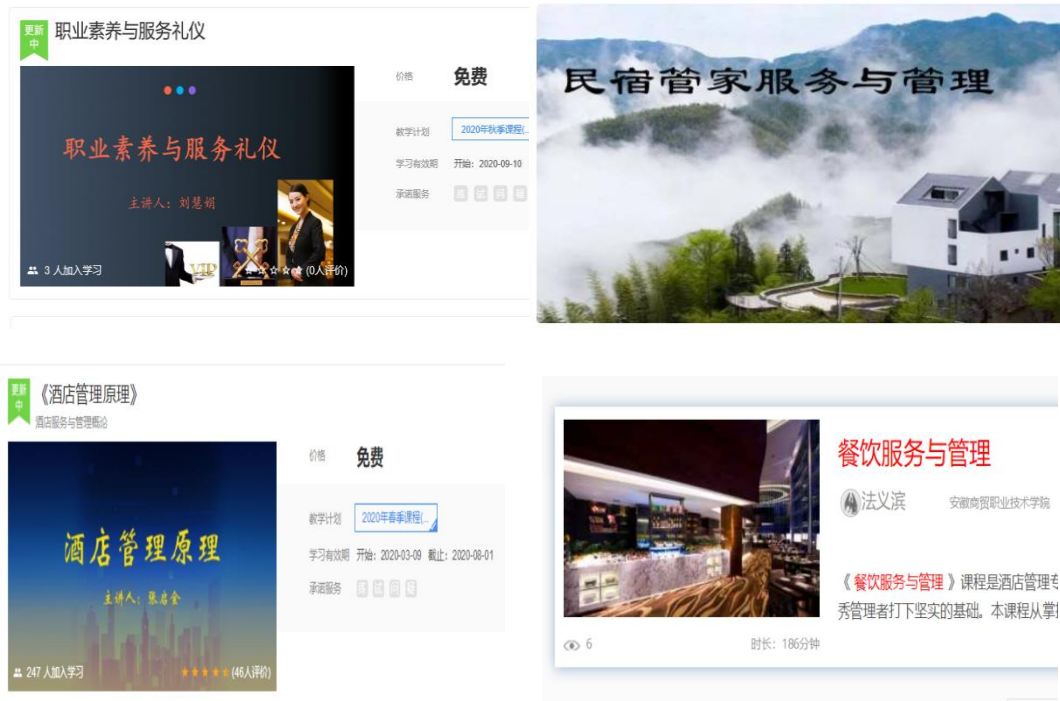 更新中
职业素养与服务礼仪
职业素养与服务礼仪
主讲人：刘慧娟
VIP
3 人加入学习
(0人评价)
价格 免费
教学计划 2020年秋季课程(...
学习有效期 开始：2020-09-10
承诺服务
民宿管家服务与管理
更新中
《酒店管理原理》
酒店服务与管理概论
酒店管理原理
主讲人：张启金
247 人加入学习
(46人评价)
价格 免费
教学计划 2020年春季课程(...
学习有效期 开始：2020-03-09 截止：2020-08-01
承诺服务
餐饮服务与管理
法义滨 安徽商贸职业技术学院
《 餐饮服务与管理 》课程是酒店管理专
秀管理者打下坚实的基础。本课程从掌
6 时长：186分钟